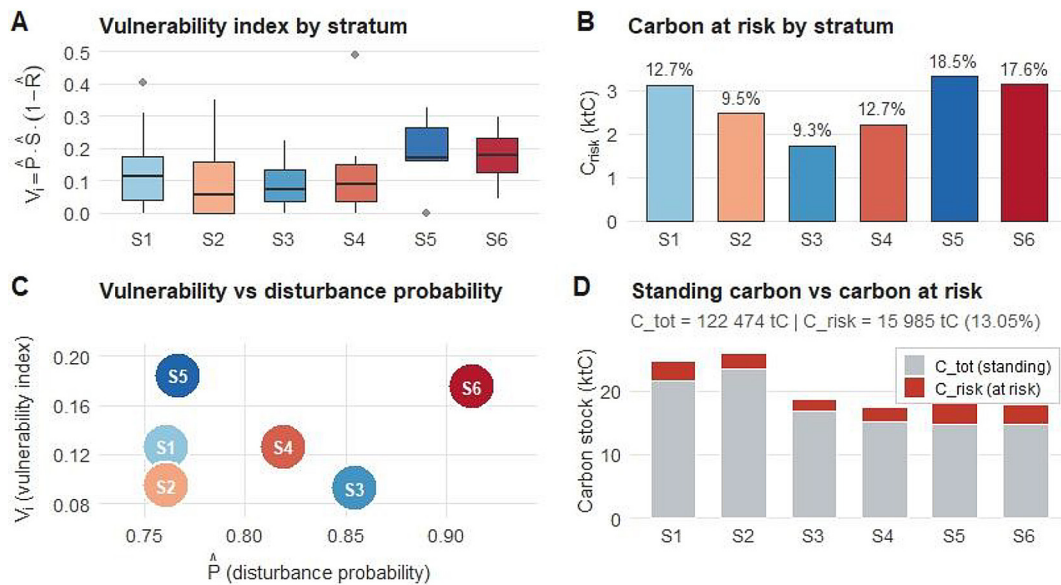 A Vulnerability index by stratum
Vi = P̂ · Ŝ · (1−R̂)
0.5
0.4
0.3
0.2
0.1
0.0
S1 S2 S3 S4 S5 S6
B Carbon at risk by stratum
Crisk (ktC)
3
2
1
0
12.7%
9.5%
9.3%
12.7%
18.5%
17.6%
S1 S2 S3 S4 S5 S6
C Vulnerability vs disturbance probability
Vi (vulnerability index)
0.20
0.16
0.12
0.08
S5
S6
S1
S4
S2
S3
0.75 0.80 0.85 0.90
P̂ (disturbance probability)
D Standing carbon vs carbon at risk
C_tot = 122 474 tC | C_risk = 15 985 tC (13.05%)
Carbon stock (ktC)
20
10
0
C_tot (standing)
C_risk (at risk)
S1 S2 S3 S4 S5 S6